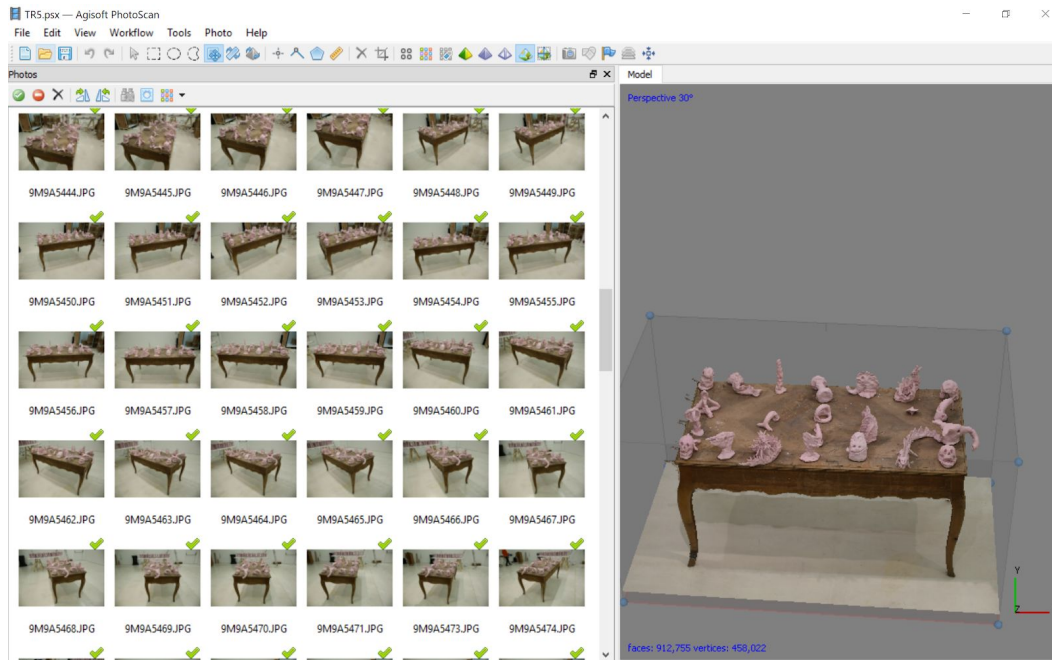 TR5.psx — Agisoft PhotoScan
File Edit View Workflow Tools Photo Help
Photos
Model
Perspective 30°
9M9A5444.JPG 9M9A5445.JPG 9M9A5446.JPG 9M9A5447.JPG 9M9A5448.JPG 9M9A5449.JPG
9M9A5450.JPG 9M9A5451.JPG 9M9A5452.JPG 9M9A5453.JPG 9M9A5454.JPG 9M9A5455.JPG
9M9A5456.JPG 9M9A5457.JPG 9M9A5458.JPG 9M9A5459.JPG 9M9A5460.JPG 9M9A5461.JPG
9M9A5462.JPG 9M9A5463.JPG 9M9A5464.JPG 9M9A5465.JPG 9M9A5466.JPG 9M9A5467.JPG
9M9A5468.JPG 9M9A5469.JPG 9M9A5470.JPG 9M9A5471.JPG 9M9A5473.JPG 9M9A5474.JPG
Y
Z
faces: 912,755 vertices: 458,022